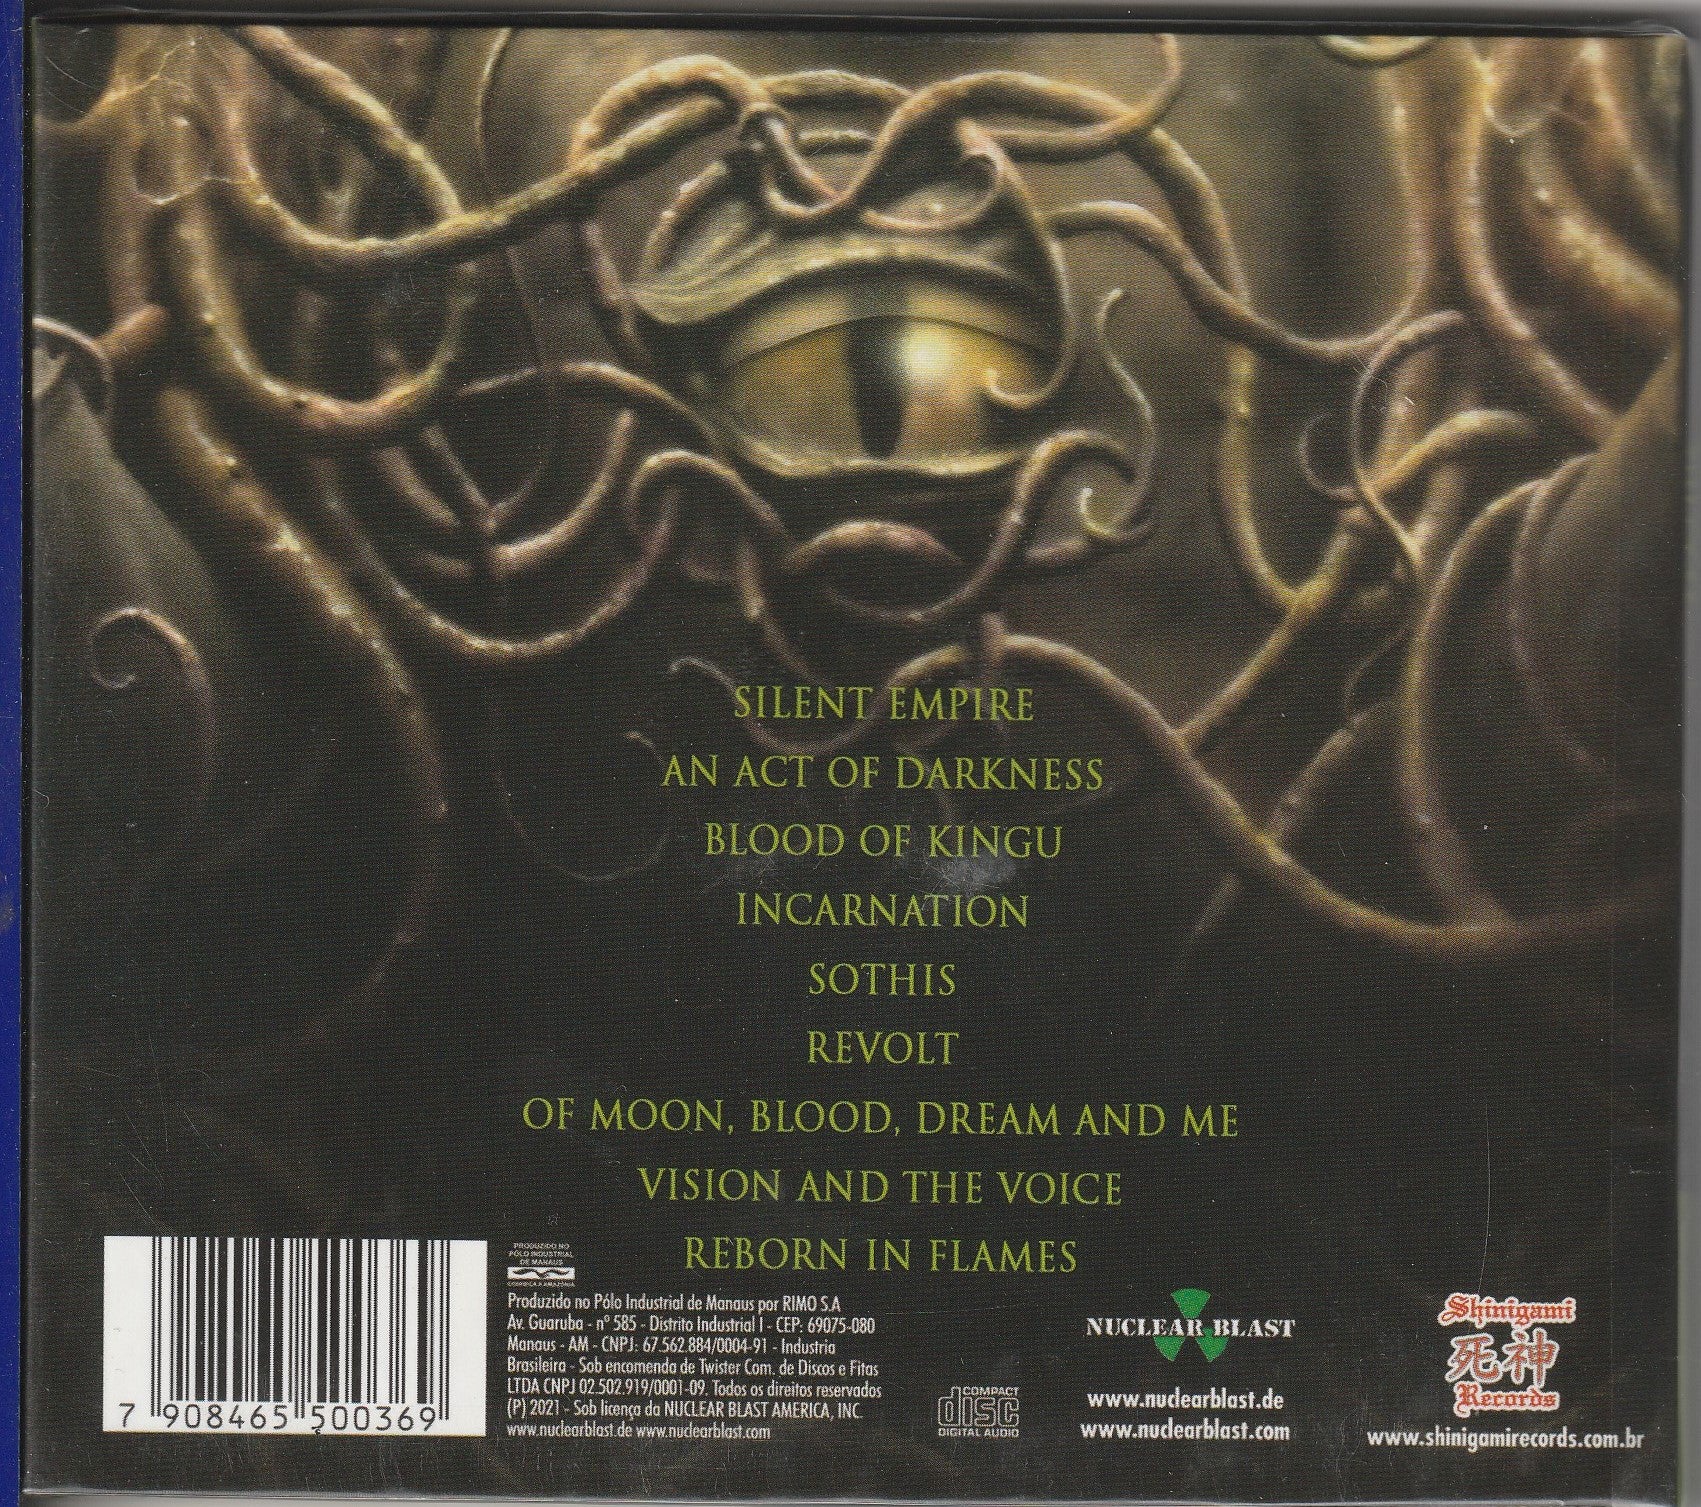 SILENT EMPIRE
AN ACT OF DARKNESS
BLOOD OF KINGU
INCARNATION
SOTHIS
REVOLT
OF MOON, BLOOD, DREAM AND ME
VISION AND THE VOICE
REBORN IN FLAMES
7 908465 500369
PRODUZIDO NO
PÓLO INDUSTRIAL
DE MANAUS
CONHEÇA A AMAZÔNIA
Produzido no Pólo Industrial de Manaus por RIMO S.A
Av. Guaruba - nº 585 - Distrito Industrial I - CEP: 69075-080
Manaus - AM - CNPJ: 67.562.884/0004-91 - Industria
Brasileira - Sob encomenda de Twister Com. de Discos e Fitas
LTDA CNPJ 02.502.919/0001-09. Todos os direitos reservados
(P) 2021 - Sob licença da NUCLEAR BLAST AMERICA, INC.
www.nuclearblast.de www.nuclearblast.com
COMPACT
disc
DIGITAL AUDIO
NUCLEAR BLAST
www.nuclearblast.de
www.nuclearblast.com
Shinigami
死神
Records
www.shinigamirecords.com.br